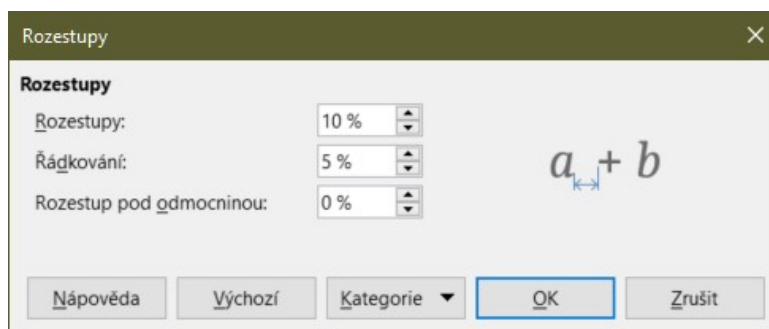 Rozestupy
Rozestupy
Rozestupy: 10 %
Řádkování: 5 %
a + b
Rozestup pod odmocninou: 0 %
Nápověda Výchozí Kategorie OK Zrušit